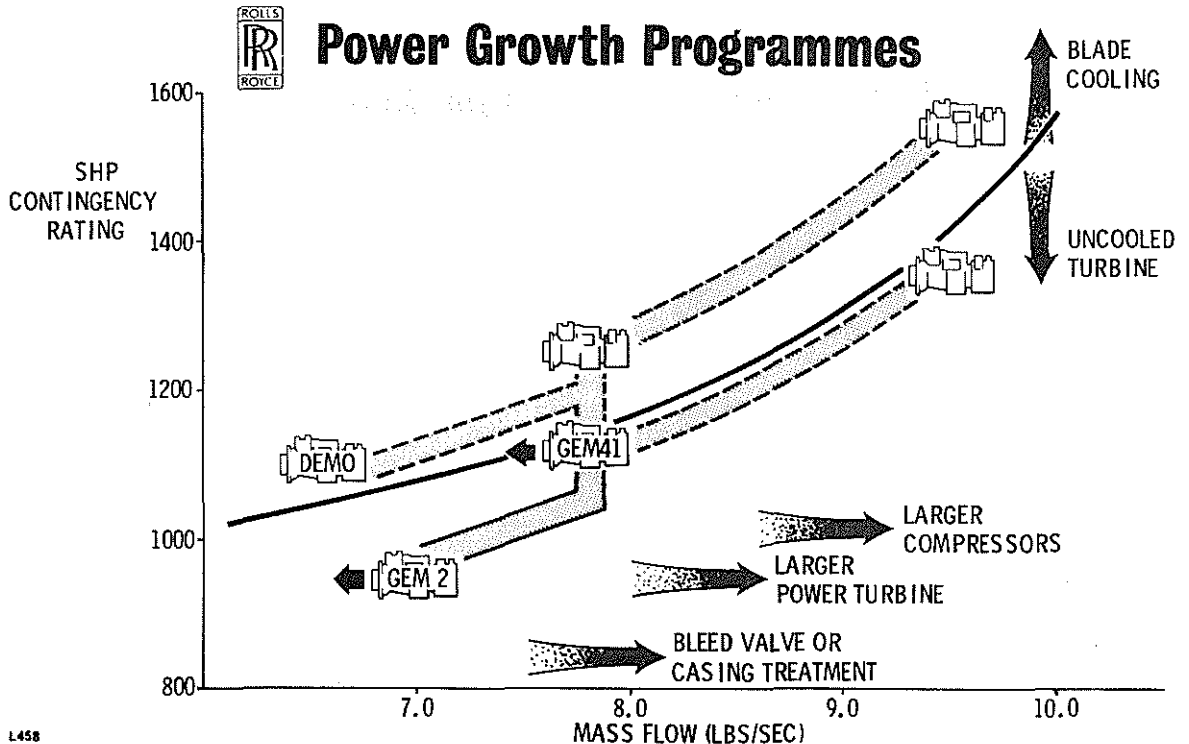 ROLLS
RR
ROYCE
Power Growth Programmes
BLADE
COOLING
1600
SHP
CONTINGENCY
RATING
1400
UNCOOLED
TURBINE
1200
DEMO
GEM41
1000
LARGER
COMPRESSORS
GEM 2
LARGER
POWER TURBINE
BLEED VALVE OR
CASING TREATMENT
800
7.0
8.0
9.0
10.0
MASS FLOW (LBS/SEC)
L458